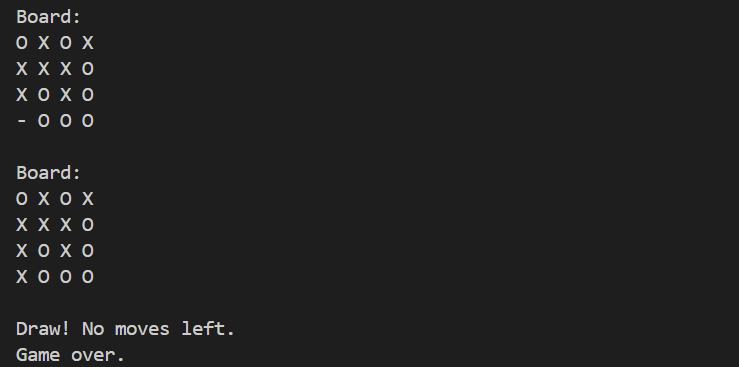 Board:
O X O X
X X X O
X O X O
- O O O
Board:
O X O X
X X X O
X O X O
X O O O
Draw! No moves left.
Game over.